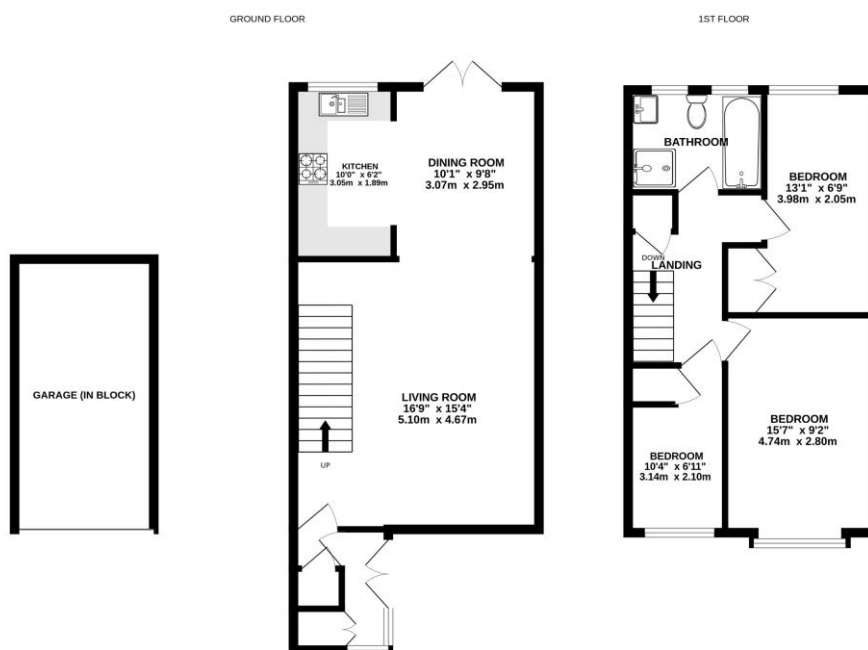 GROUND FLOOR
1ST FLOOR
KITCHEN
10'0" x 6'2"
3.05m x 1.89m
DINING ROOM
10'1" x 9'8"
3.07m x 2.95m
LIVING ROOM
16'9" x 15'4"
5.10m x 4.67m
UP
GARAGE (IN BLOCK)
BATHROOM
BEDROOM
13'1" x 6'9"
3.98m x 2.05m
DOWN
LANDING
BEDROOM
15'7" x 9'2"
4.74m x 2.80m
BEDROOM
10'4" x 6'11"
3.14m x 2.10m